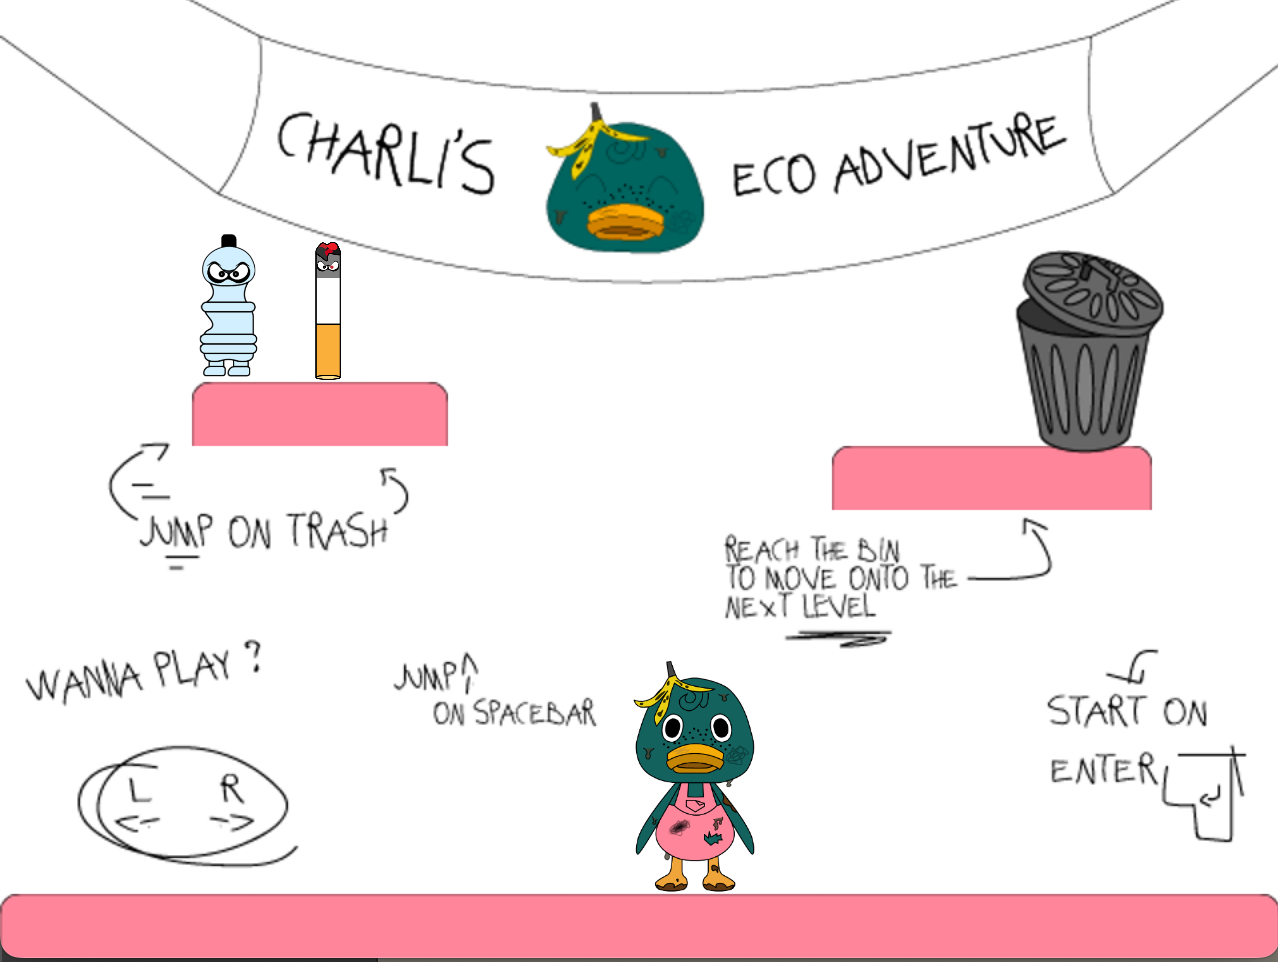 CHARLI'S ECO ADVENTURE
JUMP ON TRASH
REACH THE BIN
TO MOVE ONTO THE
NEXT LEVEL
WANNA PLAY?
JUMP
ON SPACEBAR
START ON
ENTER
L R